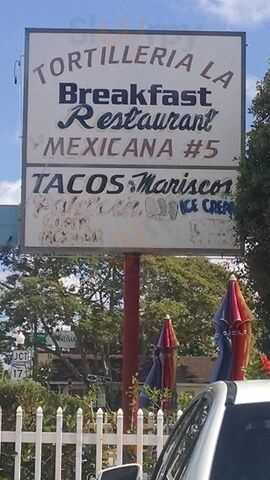 TORTILLERIA LA
Breakfast
Restaurant
MEXICANA #5
TACOS & Mariscos
ICE CREAM
JCT
17